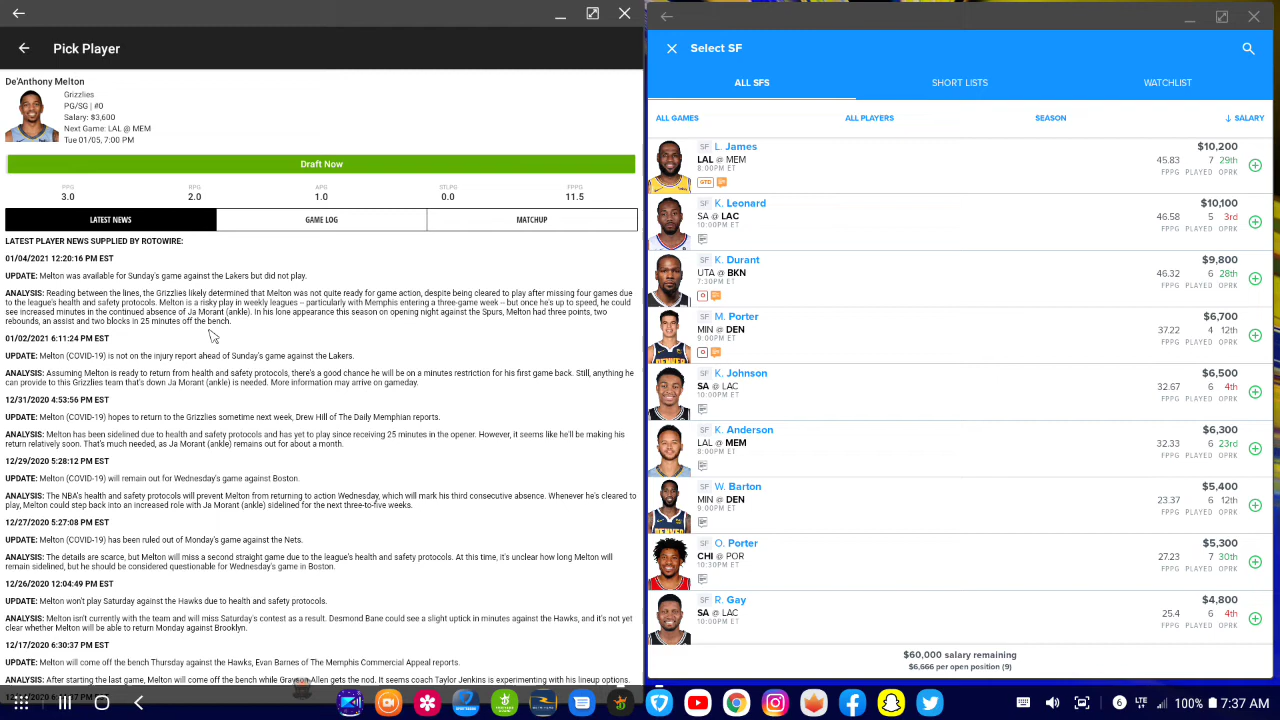 Pick Player
De'Anthony Melton
Grizzlies
PG/SG | #0
Salary: $3,600
Next Game: LAL @ MEM
Tue 01/05, 7:00 PM
Draft Now
PPG RPG APG STLPG FPPG
3.0 2.0 1.0 0.0 11.5
LATEST NEWS GAME LOG MATCHUP
LATEST PLAYER NEWS SUPPLIED BY ROTOWIRE:
01/04/2021 12:20:16 PM EST
UPDATE: Melton was available for Sunday's game against the Lakers but did not play.
ANALYSIS: Reading between the lines, the Grizzlies likely determined that Melton was not quite ready for game action, despite being cleared to play after missing four games due
to the league's health and safety protocols. Melton is a risky play in weekly leagues -- particularly with Memphis entering a three-game week -- but once he's up to speed, he could
see increased minutes in the continued absence of Ja Morant (ankle). In his lone appearance this season on opening night against the Spurs, Melton had three points, two
rebounds, an assist and two blocks in 25 minutes off the bench.
01/02/2021 6:11:24 PM EST
UPDATE: Melton (COVID-19) is not on the injury report ahead of Sunday's game against the Lakers.
ANALYSIS: Assuming Melton is ready to return from health and safety protocols, there's a good chance he will be on a minutes restriction for his first game back. Still, anything he
can provide to this Grizzlies team that's down Ja Morant (ankle) is needed. More information may arrive on gameday.
12/31/2020 4:53:56 PM EST
UPDATE: Melton (COVID-19) hopes to return to the Grizzlies sometime next week, Drew Hill of The Daily Memphian reports.
ANALYSIS: Melton has been sidelined due to health and safety protocols and has yet to play since receiving 25 minutes in the opener. However, it seems like he'll be making his
return relatively soon. That's much needed, as Ja Morant (ankle) remains out for about a month.
12/29/2020 5:28:12 PM EST
UPDATE: Melton (COVID-19) will remain out for Wednesday's game against Boston.
ANALYSIS: The NBA's health and safety protocols will prevent Melton from returning to action Wednesday, which will mark his third consecutive absence. Whenever he's cleared to
play, Melton could step back into an increased role with Ja Morant (ankle) sidelined for the next three-to-five weeks.
12/27/2020 5:27:08 PM EST
UPDATE: Melton (COVID-19) has been ruled out of Monday's game against the Nets.
ANALYSIS: The details are scarce, but Melton will miss a second straight game due to the league's health and safety protocols. At this time, it's unclear how long Melton will
remain sidelined, but he should be considered questionable for Wednesday's game in Boston.
12/26/2020 12:04:49 PM EST
UPDATE: Melton won't play Saturday against the Hawks due to health and safety protocols.
ANALYSIS: Melton isn't currently with the team and will miss Saturday's contest as a result. Desmond Bane could see a slight uptick in minutes against the Hawks, and it's not yet
clear whether Melton will be able to return Monday against Brooklyn.
12/17/2020 6:30:37 PM EST
UPDATE: Melton will come off the bench Thursday against the Hawks, Evan Barnes of The Memphis Commercial Appeal reports.
ANALYSIS: After starting the last game, Melton will come off the bench while Grayson Allen gets the nod. It seems coach Taylor Jenkins is experimenting with his lineup options.
Select SF
ALL SFS SHORT LISTS WATCHLIST
ALL GAMES ALL PLAYERS SEASON ↓ SALARY
SF L. James $10,200
LAL @ MEM 45.83 7 29th
8:00PM ET FPPG PLAYED OPRK
GTD
SF K. Leonard $10,100
SA @ LAC 46.58 5 3rd
10:00PM ET FPPG PLAYED OPRK
SF K. Durant $9,800
UTA @ BKN 46.32 6 28th
7:30PM ET FPPG PLAYED OPRK
O
SF M. Porter $6,700
MIN @ DEN 37.22 4 12th
9:00PM ET FPPG PLAYED OPRK
O
SF K. Johnson $6,500
SA @ LAC 32.67 6 4th
10:00PM ET FPPG PLAYED OPRK
SF K. Anderson $6,300
LAL @ MEM 32.33 6 23rd
8:00PM ET FPPG PLAYED OPRK
SF W. Barton $5,400
MIN @ DEN 23.37 6 12th
9:00PM ET FPPG PLAYED OPRK
SF O. Porter $5,300
CHI @ POR 27.23 7 30th
10:30PM ET FPPG PLAYED OPRK
SF R. Gay $4,800
SA @ LAC 25.4 6 4th
10:00PM ET FPPG PLAYED OPRK
$60,000 salary remaining
$6,666 per open position (9)
6 LTE 100% 7:37 AM